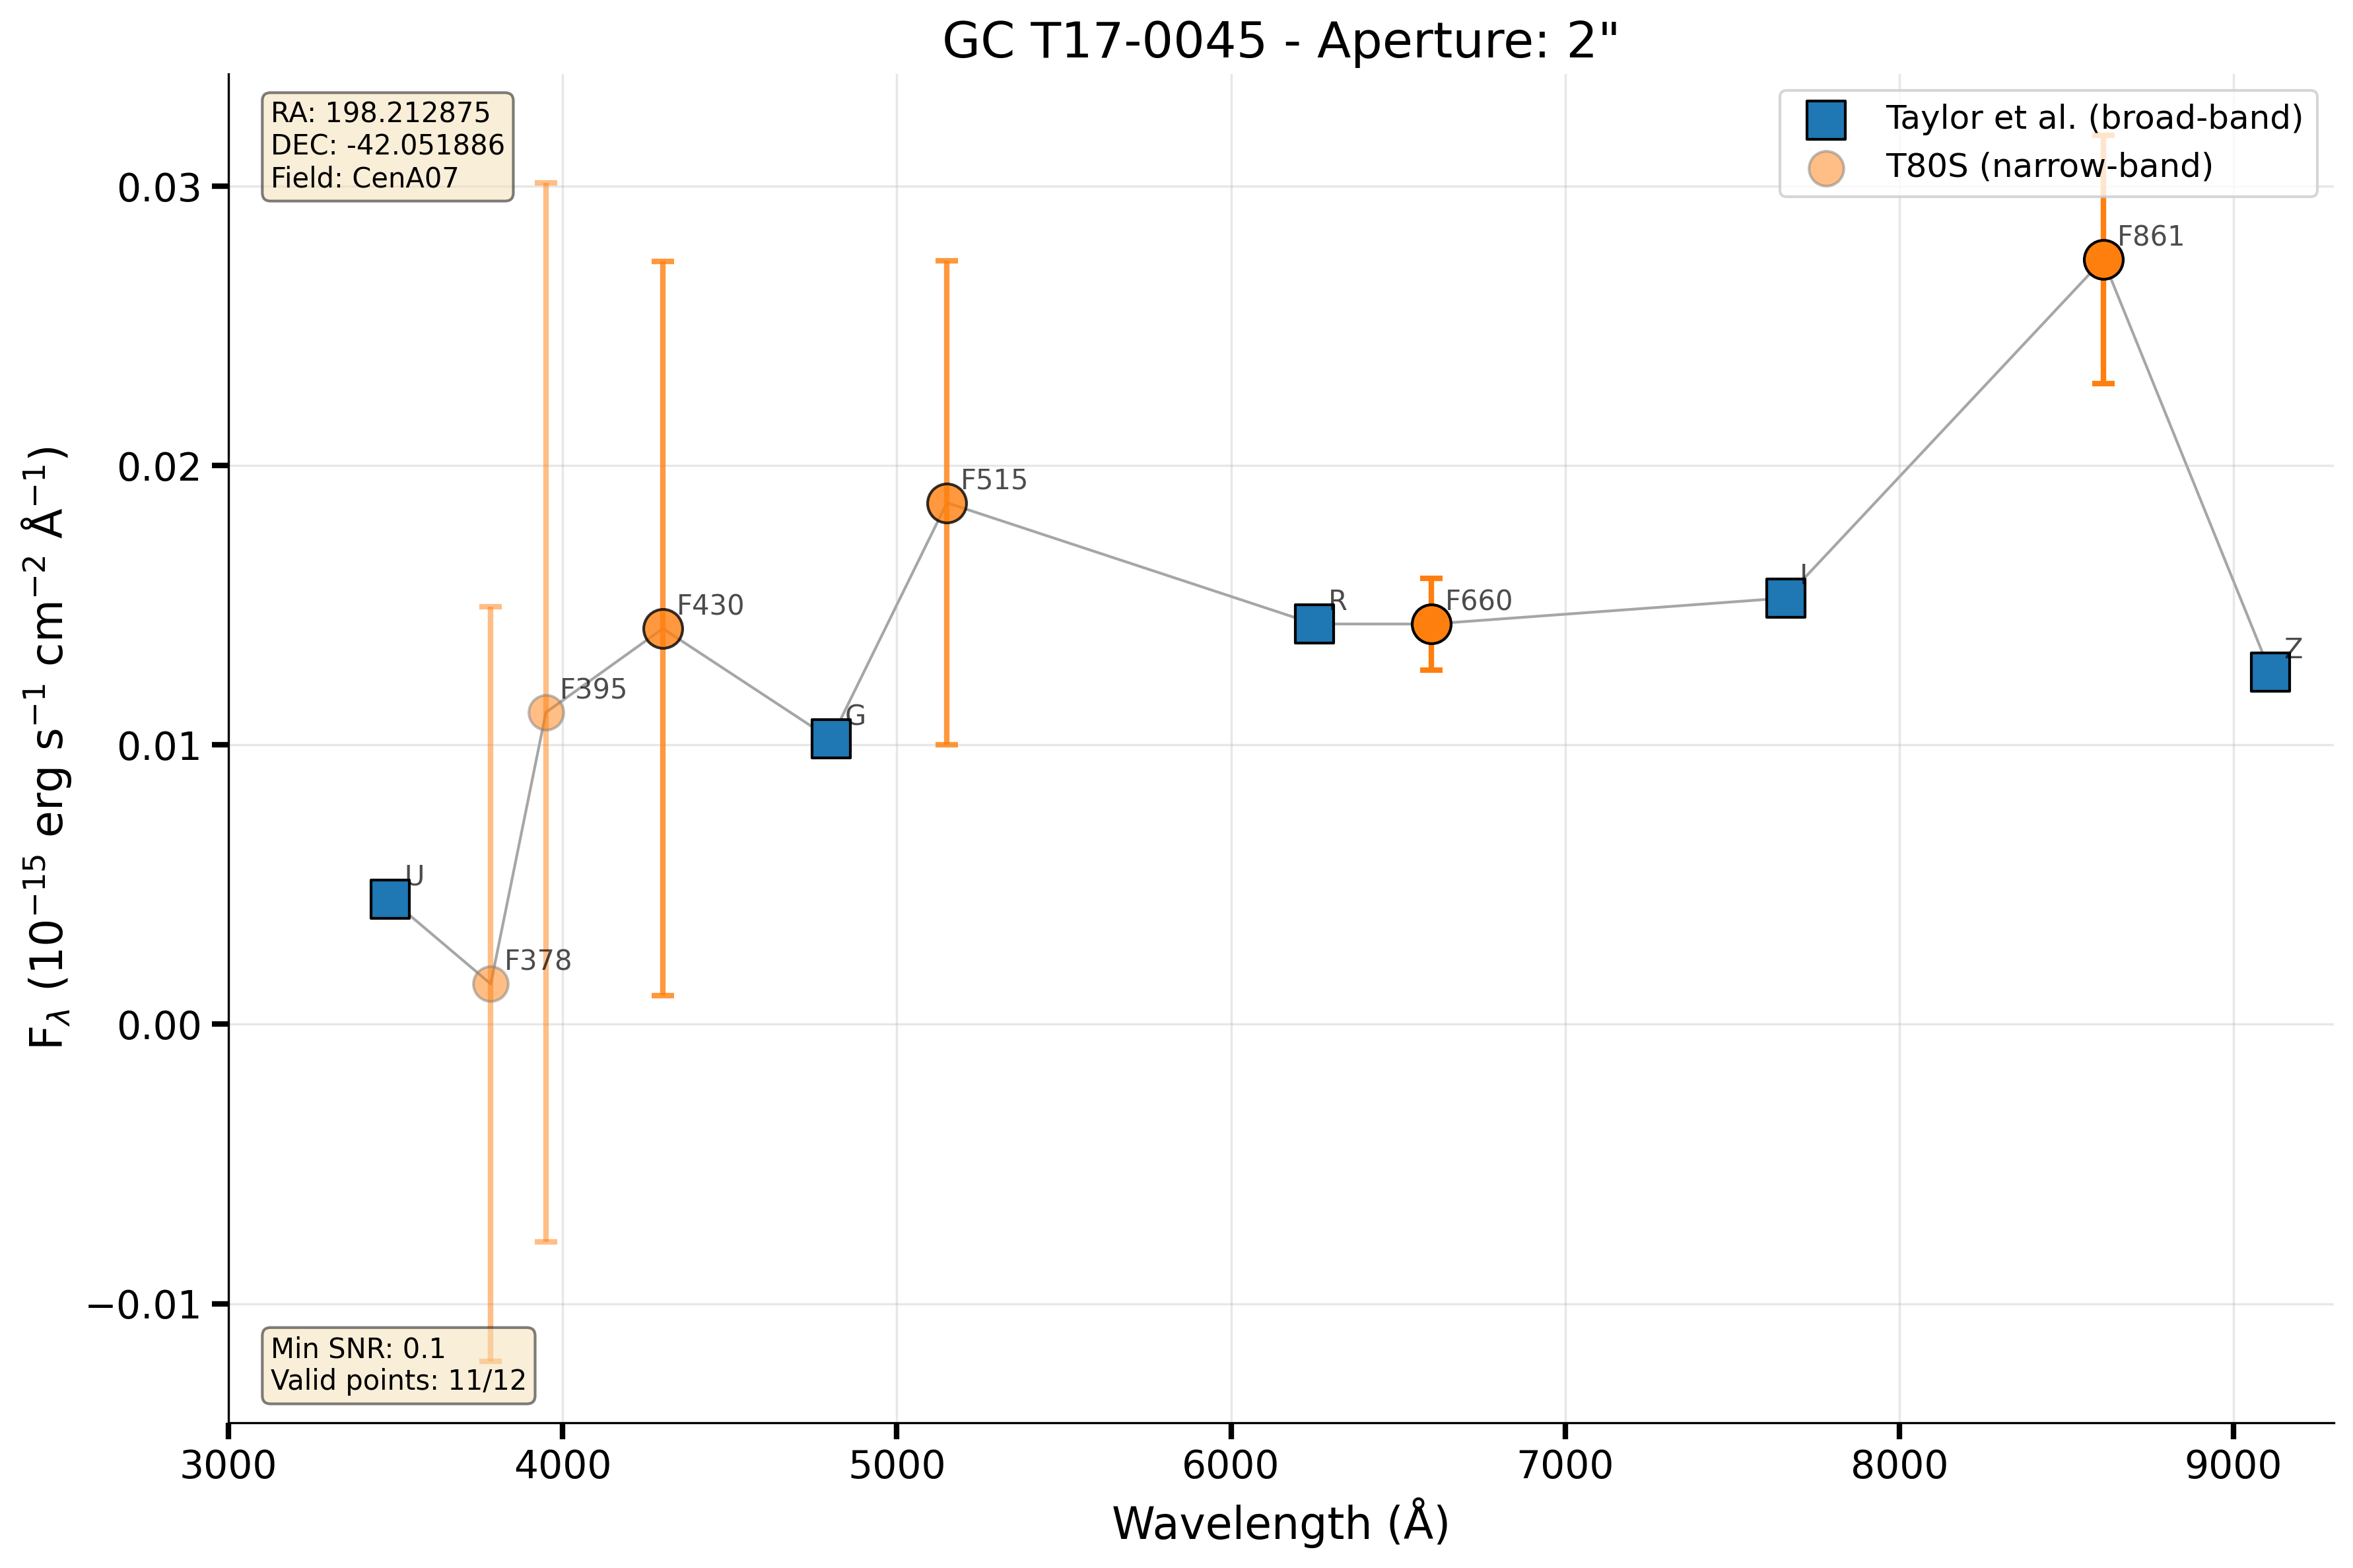 GC T17-0045 - Aperture: 2"
RA: 198.212875
DEC: -42.051886
Field: CenA07
Taylor et al. (broad-band)
T80S (narrow-band)
F861
F515
F430
F395
G
R
F660
I
Z
U
F378
0.03
0.02
0.01
0.00
−0.01
F$_λ$ (10⁻¹⁵ erg s⁻¹ cm⁻² Å⁻¹)
Min SNR: 0.1
Valid points: 11/12
3000 4000 5000 6000 7000 8000 9000
Wavelength (Å)